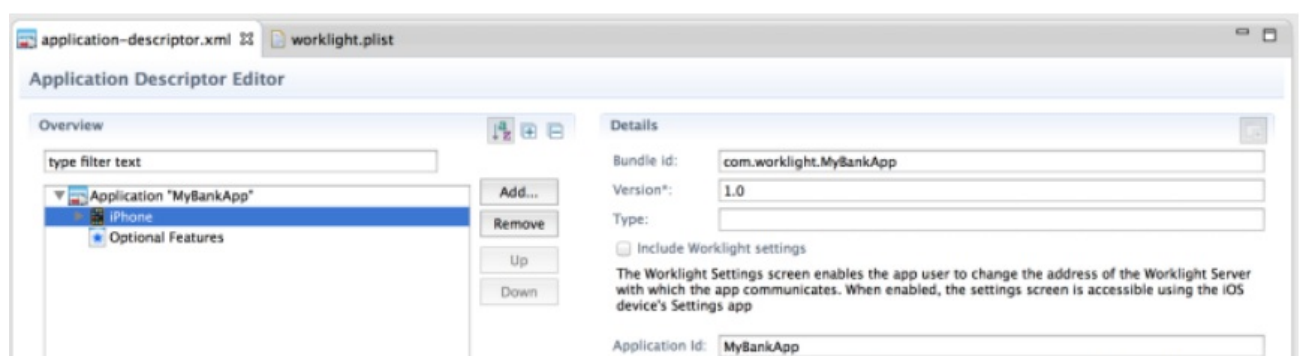 application-descriptor.xml
worklight.plist
Application Descriptor Editor
Overview
Details
type filter text
Bundle id:
com.worklight.MyBankApp
Application "MyBankApp"
Add...
Version*:
1.0
iPhone
Remove
Type:
Optional Features
Include Worklight settings
Up
The Worklight Settings screen enables the app user to change the address of the Worklight Server
with which the app communicates. When enabled, the settings screen is accessible using the iOS
device's Settings app
Down
Application Id:
MyBankApp